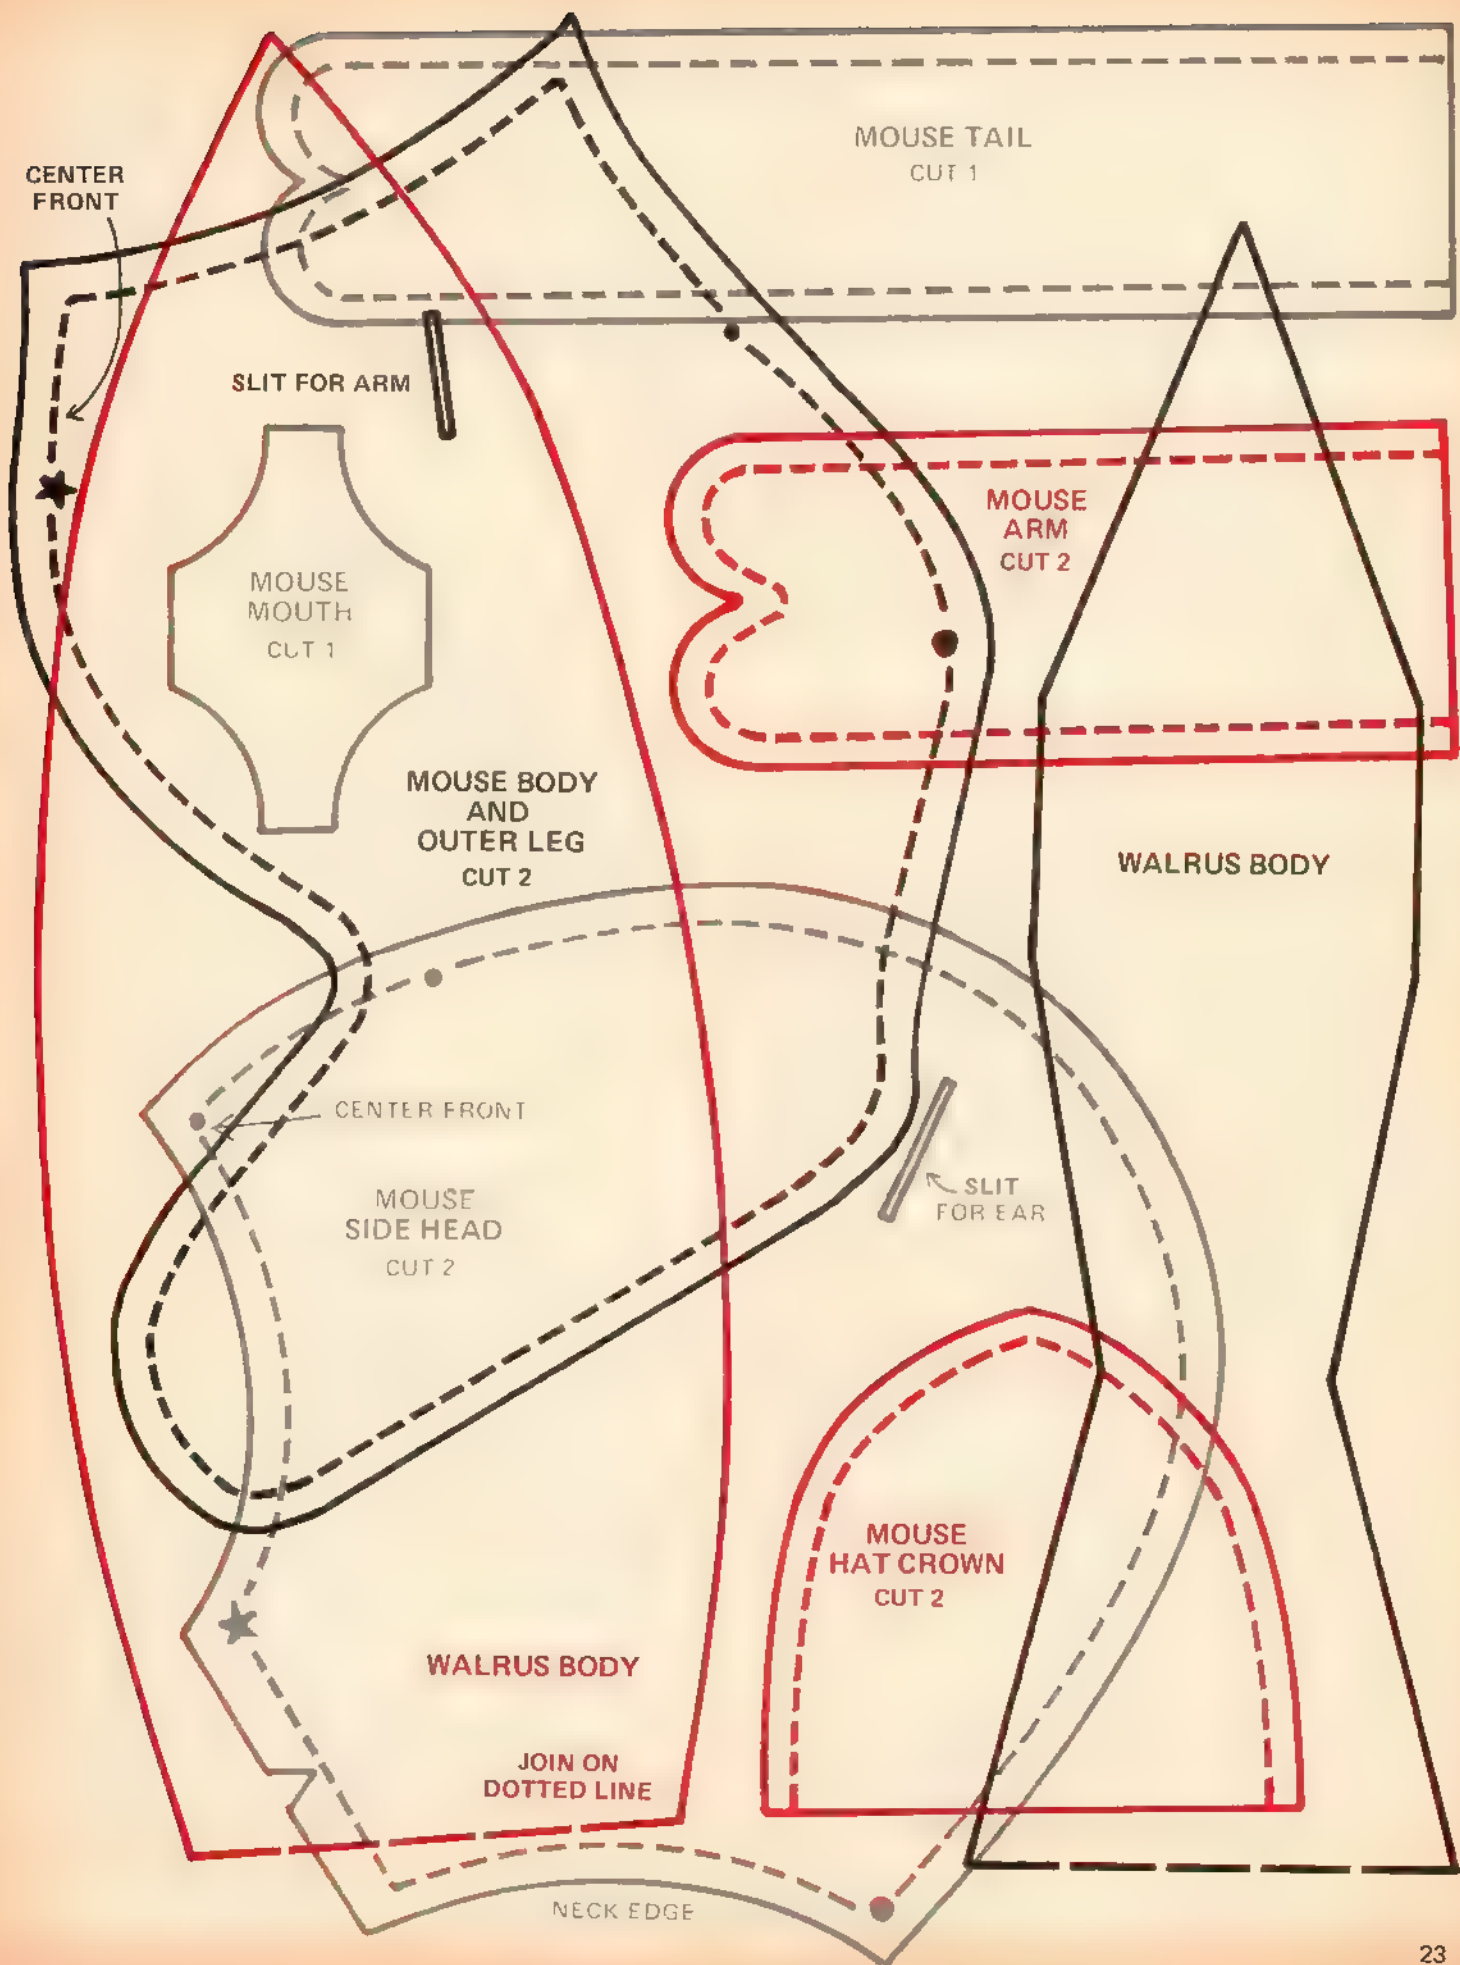 MOUSE TAIL
CUT 1
CENTER
FRONT
SLIT FOR ARM
MOUSE
ARM
CUT 2
MOUSE
MOUTH
CUT 1
MOUSE BODY
AND
OUTER LEG
CUT 2
WALRUS BODY
CENTER FRONT
MOUSE
SIDE HEAD
CUT 2
SLIT
FOR EAR
MOUSE
HAT CROWN
CUT 2
WALRUS BODY
JOIN ON
DOTTED LINE
NECK EDGE
23